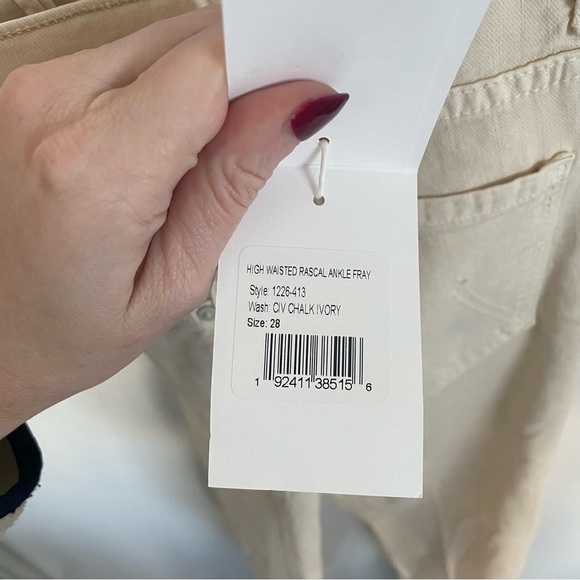 HIGH WAISTED RASCAL ANKLE FRAY
Style: 1226-413
Wash: CIV CHALK IVORY
Size: 28
1 92411 38515 6